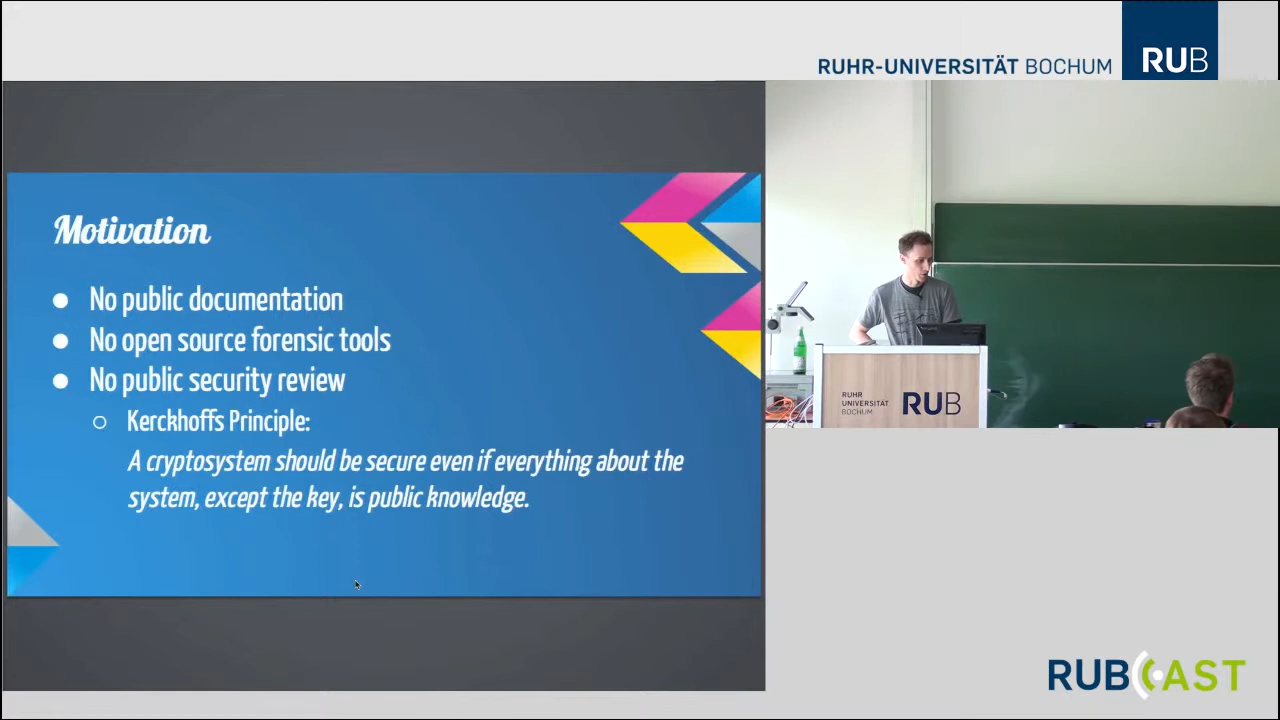 RUHR-UNIVERSITÄT BOCHUM
RUB
Motivation
● No public documentation
● No open source forensic tools
● No public security review
○ Kerckhoffs Principle:
A cryptosystem should be secure even if everything about the
system, except the key, is public knowledge.
RUHR
UNIVERSITÄT
BOCHUM
RUB
RUBCAST